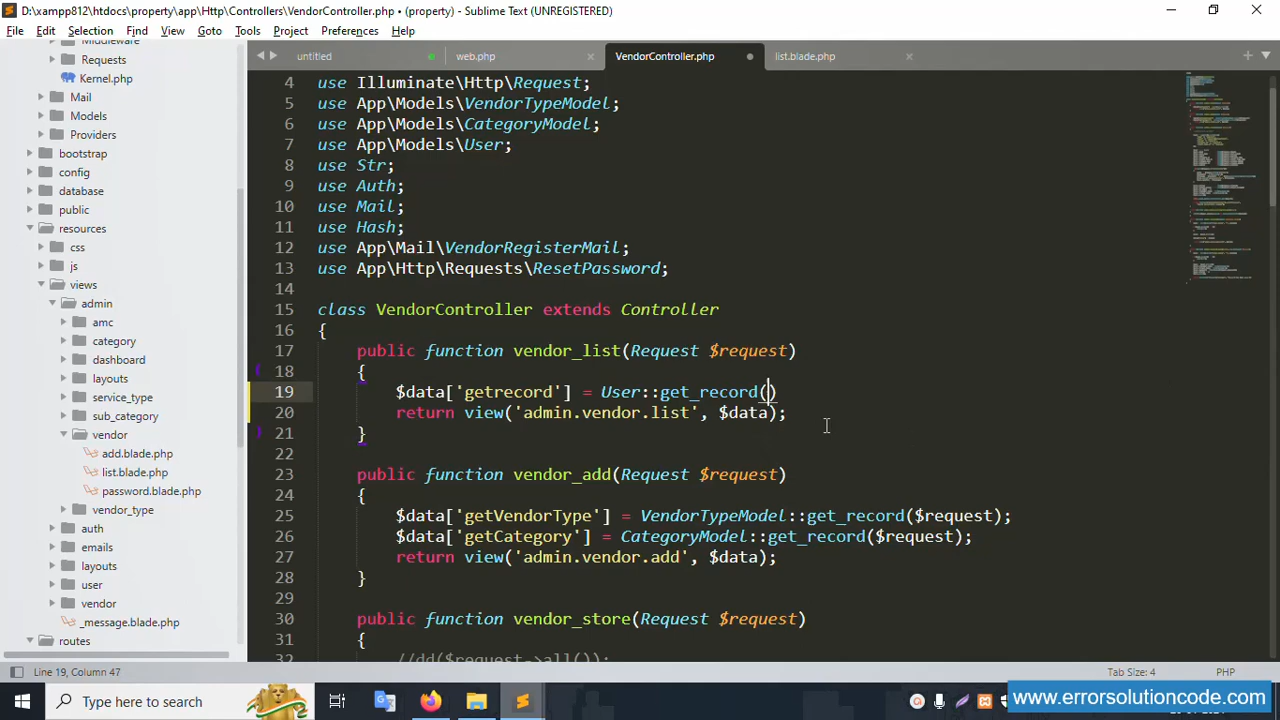 D:\xampp812\htdocs\property\app\Http\Controllers\VendorController.php • (property) - Sublime Text (UNREGISTERED)
File Edit Selection Find View Goto Tools Project Preferences Help
untitled web.php VendorController.php list.blade.php
Requests
Kernel.php
Mail
Models
Providers
bootstrap
config
database
public
resources
css
js
views
admin
amc
category
dashboard
layouts
service_type
sub_category
vendor
add.blade.php
list.blade.php
password.blade.php
vendor_type
auth
emails
layouts
user
vendor
_message.blade.php
routes
4 use Illuminate\Http\Request;
5 use App\Models\VendorTypeModel;
6 use App\Models\CategoryModel;
7 use App\Models\User;
8 use Str;
9 use Auth;
10 use Mail;
11 use Hash;
12 use App\Mail\VendorRegisterMail;
13 use App\Http\Requests\ResetPassword;
14
15 class VendorController extends Controller
16 {
17 public function vendor_list(Request $request)
18 {
19 $data['getrecord'] = User::get_record()
20 return view('admin.vendor.list', $data);
21 }
22
23 public function vendor_add(Request $request)
24 {
25 $data['getVendorType'] = VendorTypeModel::get_record($request);
26 $data['getCategory'] = CategoryModel::get_record($request);
27 return view('admin.vendor.add', $data);
28 }
29
30 public function vendor_store(Request $request)
31 {
32 //dd($request->all());
Line 19, Column 47 Tab Size: 4 PHP
Type here to search
www.errorsolutioncode.com